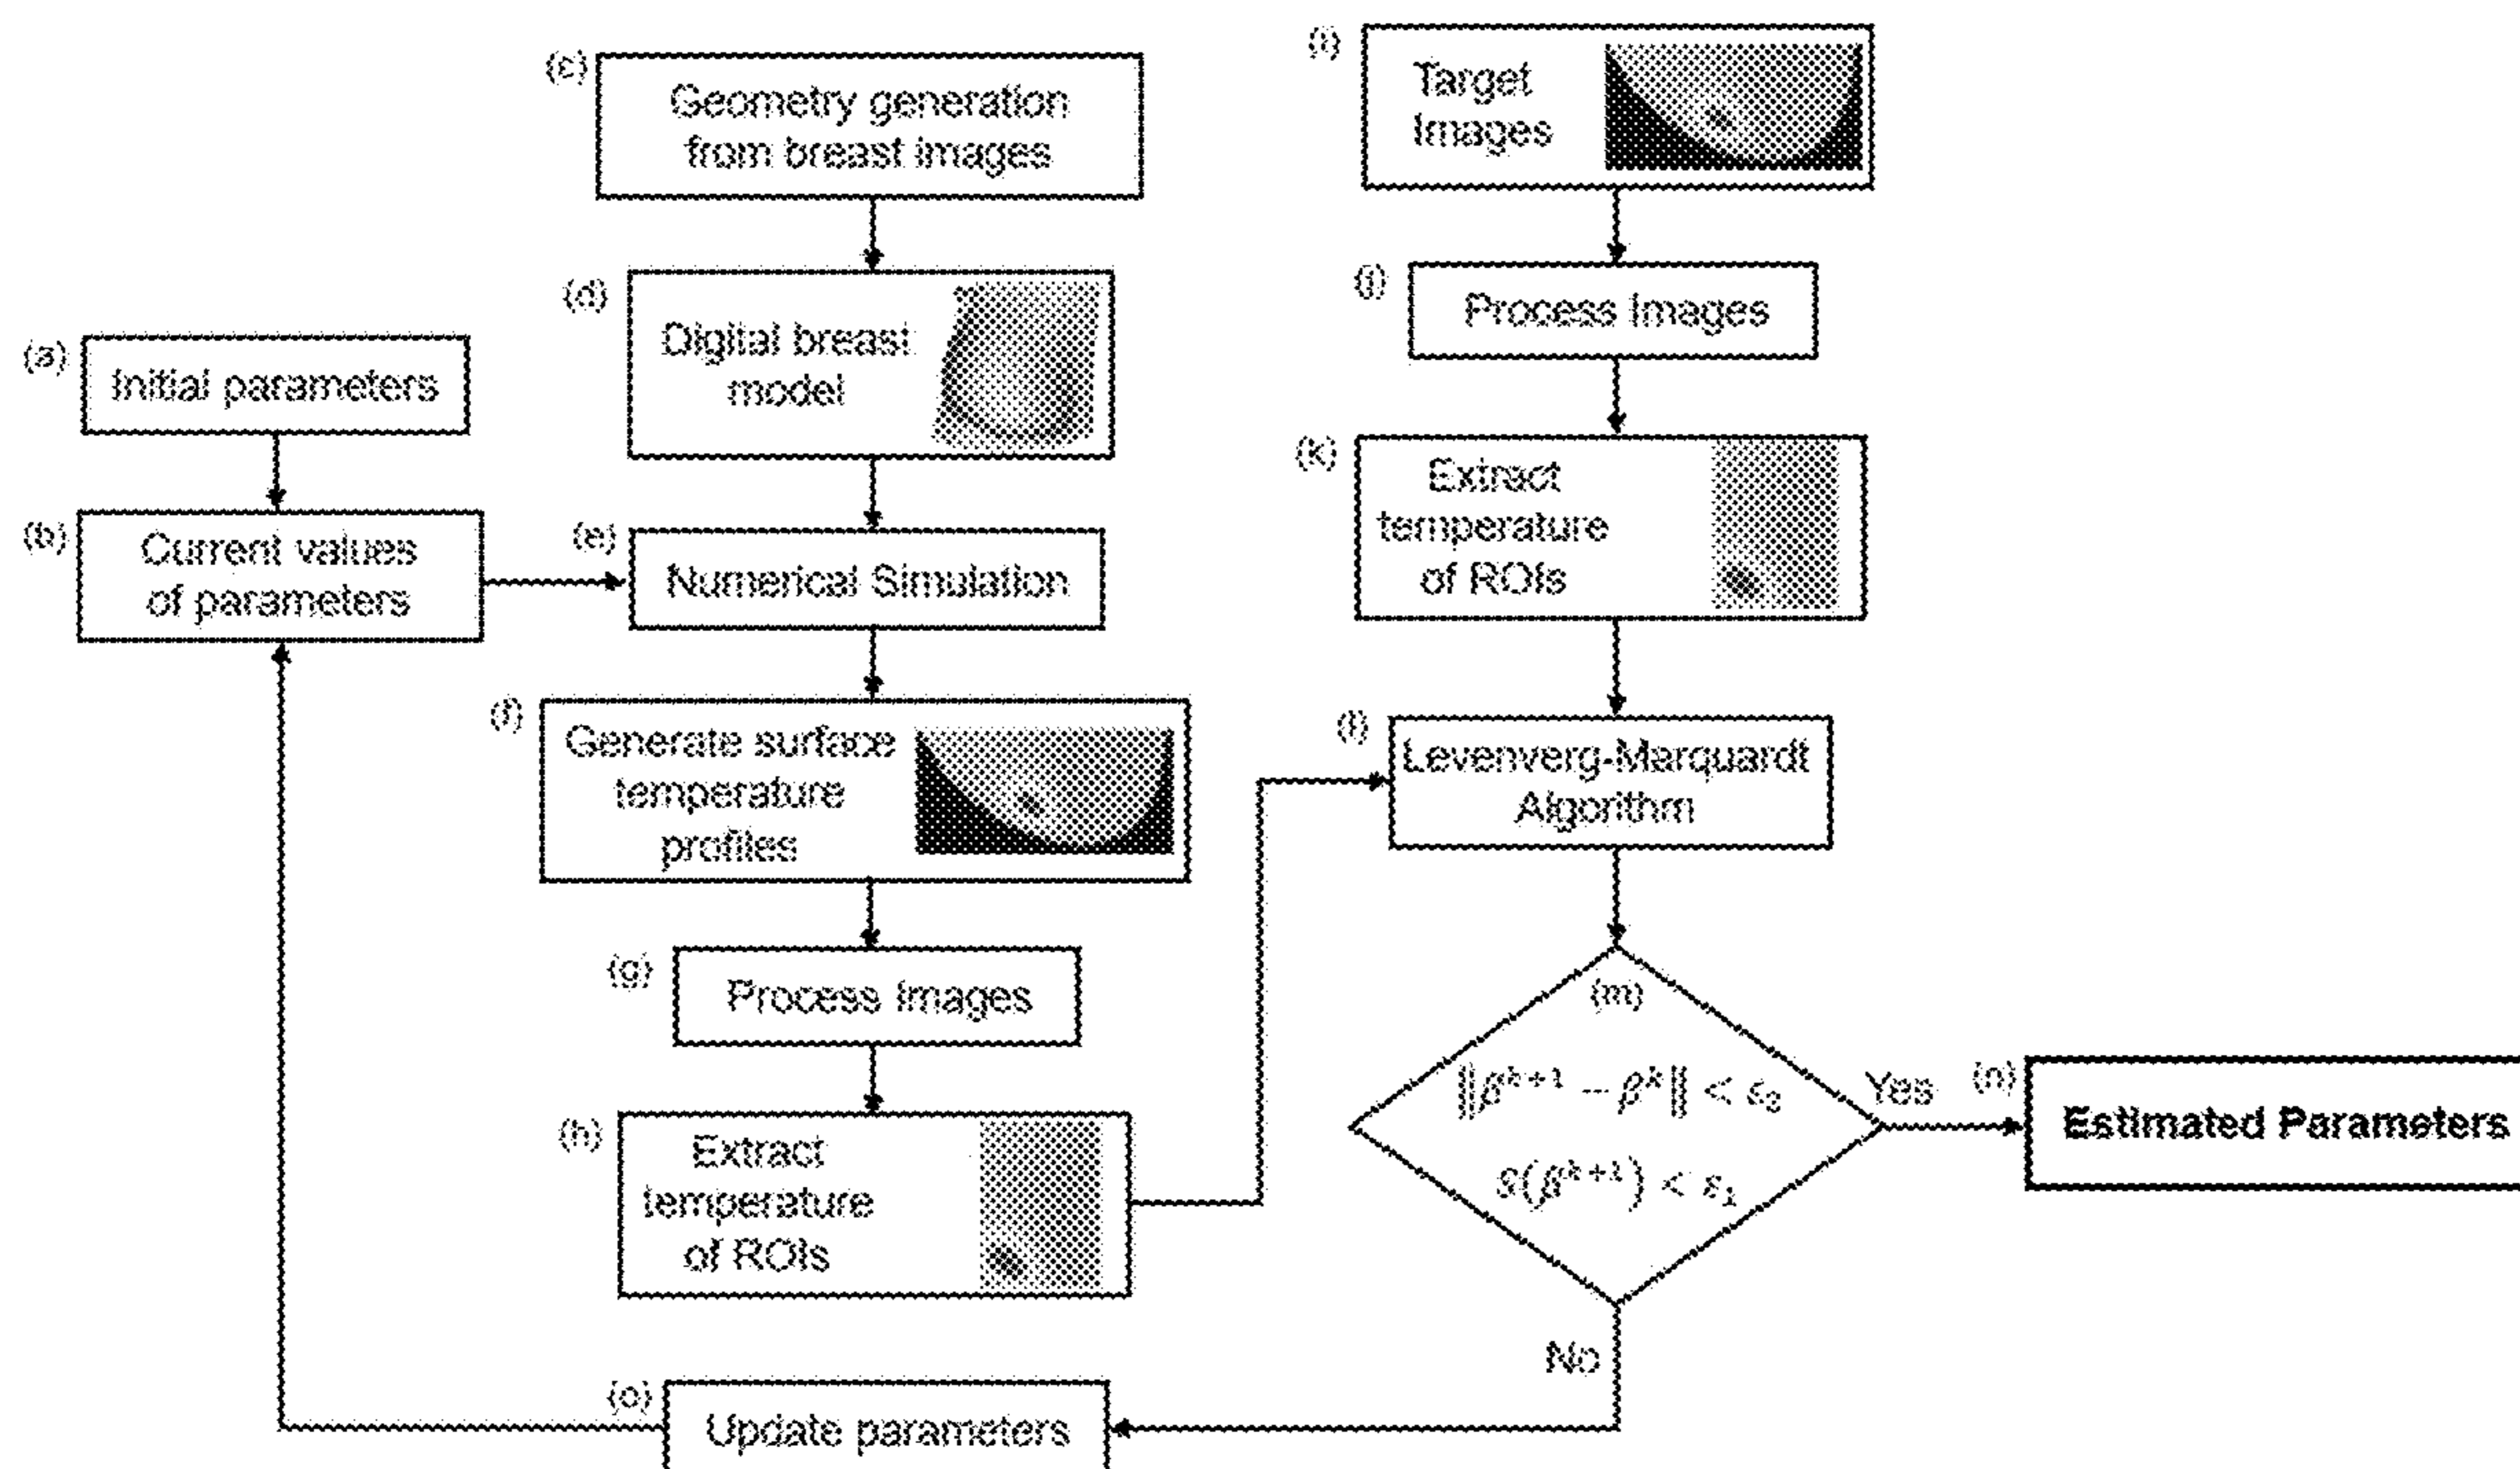 (c)
Geometry generation
from breast images
(i)
Target
Images
(d)
Digital breast
model
(j)
Process Images
(a)
Initial parameters
(k)
Extract
temperature
of ROIs
(b)
Current values
of parameters
(e)
Numerical Simulation
(f)
Generate surface
temperature
profiles
(l)
Levenverg-Marquardt
Algorithm
(g)
Process Images
(m)
‖β^{k+1} − β^k‖ < ε₃
(h)
Extract
temperature
of ROIs
Yes
(n)
Estimated Parameters
No
(o)
Update parameters